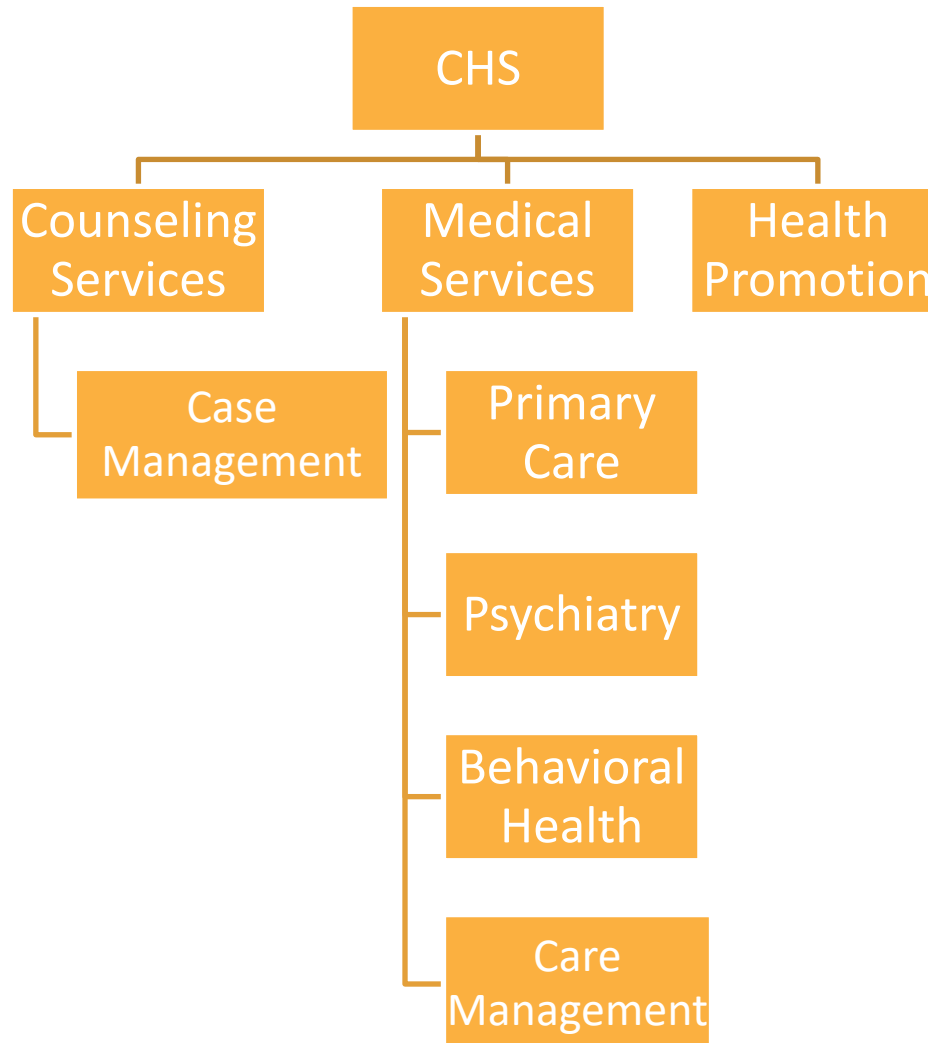 CHS
Counseling
Services
Medical
Services
Health
Promotion
Case
Management
Primary
Care
Psychiatry
Behavioral
Health
Care
Management